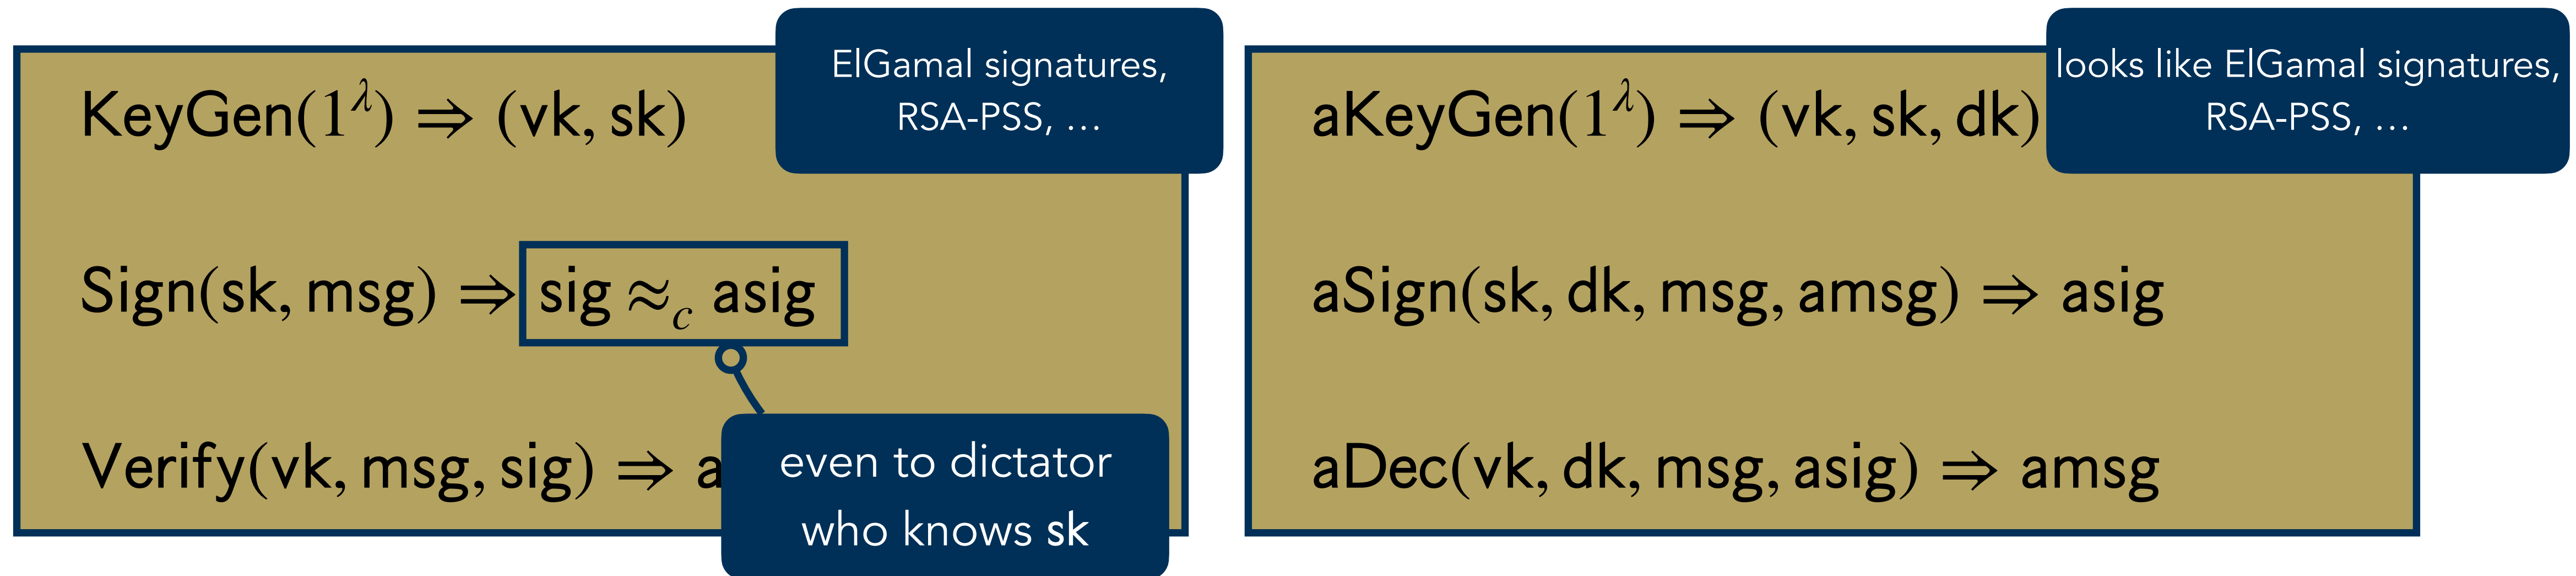 ElGamal signatures,
RSA-PSS, ...
KeyGen(1^λ) ⇒ (vk, sk)
Sign(sk, msg) ⇒ sig ≈_c asig
Verify(vk, msg, sig) ⇒ a
even to dictator
who knows sk
looks like ElGamal signatures,
RSA-PSS, ...
aKeyGen(1^λ) ⇒ (vk, sk, dk)
aSign(sk, dk, msg, amsg) ⇒ asig
aDec(vk, dk, msg, asig) ⇒ amsg